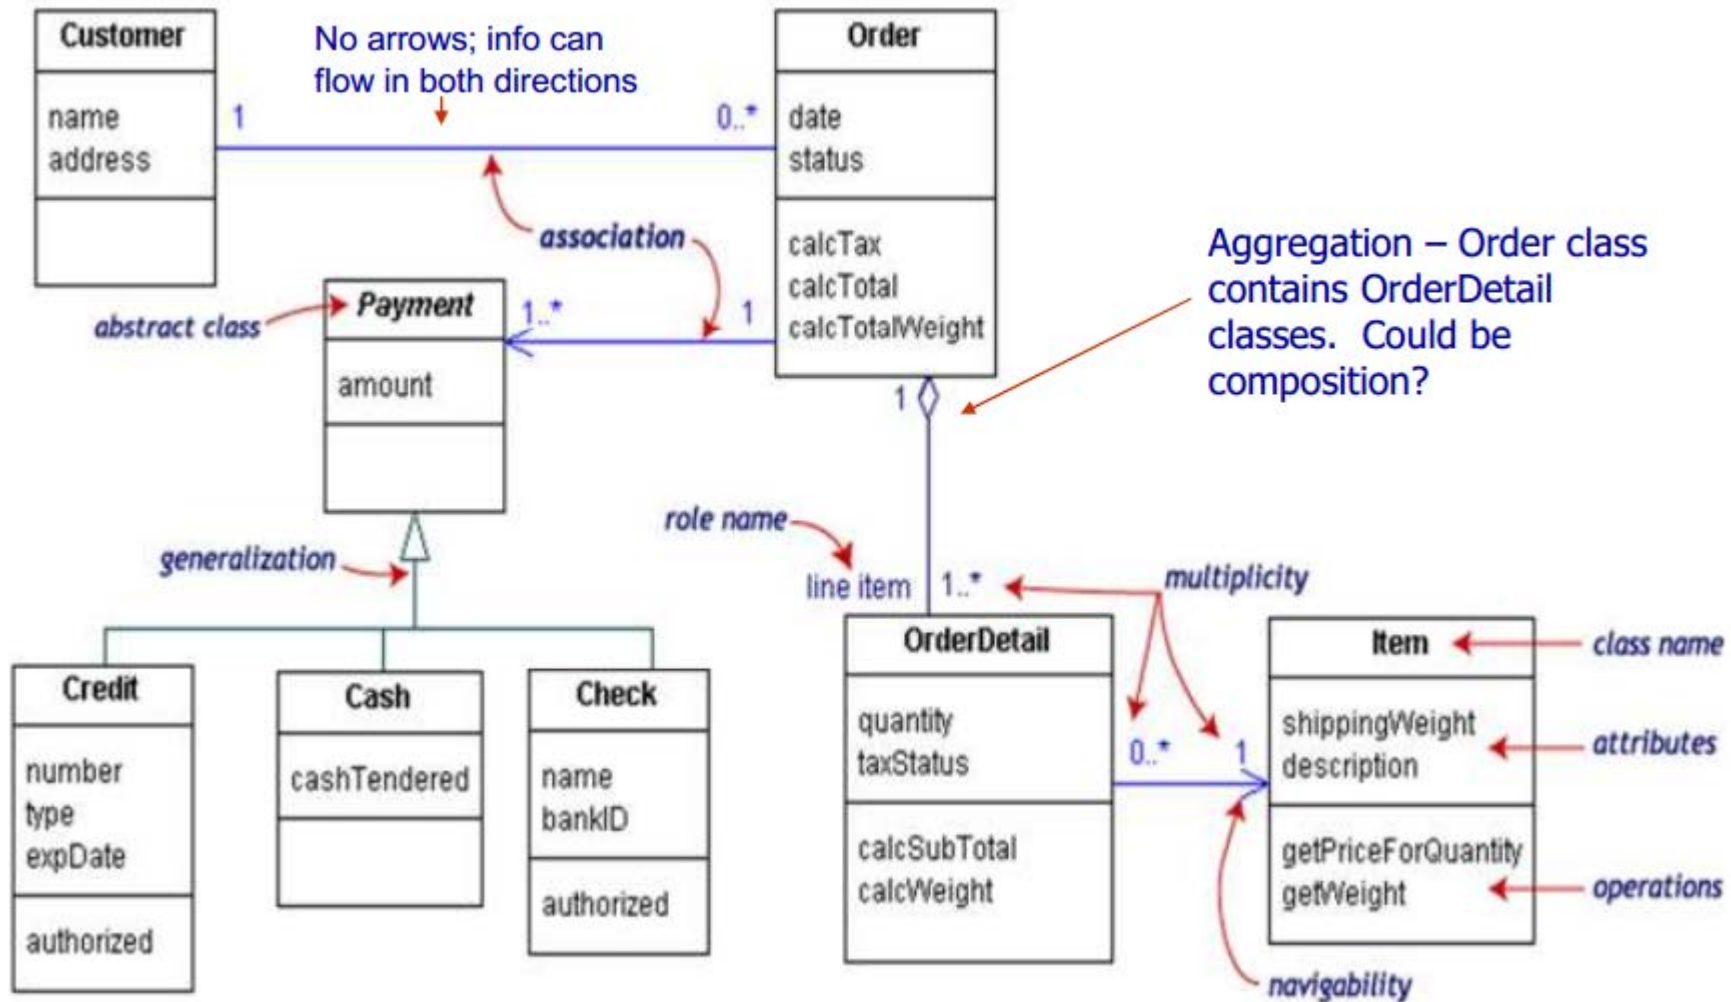 Customer
name
address
No arrows; info can
flow in both directions
1
0..*
Order
date
status
calcTax
calcTotal
calcTotalWeight
association
abstract class
Payment
amount
1..*
1
Aggregation – Order class
contains OrderDetail
classes. Could be
composition?
1
role name
line item
1..*
multiplicity
generalization
Credit
number
type
expDate
authorized
Cash
cashTendered
Check
name
bankID
authorized
OrderDetail
quantity
taxStatus
calcSubTotal
calcWeight
0..*
1
Item
shippingWeight
description
getPriceForQuantity
getWeight
class name
attributes
operations
navigability